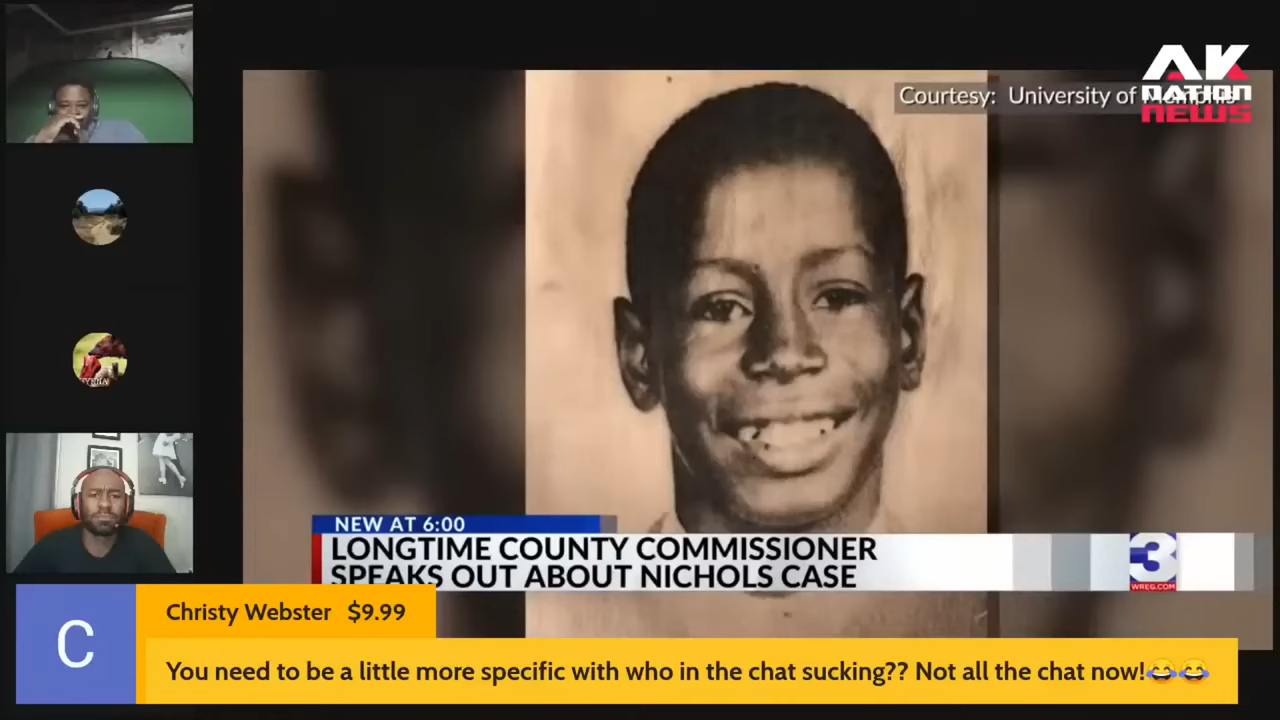 AK
NATION
NEWS
Courtesy: University of
NEW AT 6:00
LONGTIME COUNTY COMMISSIONER
SPEAKS OUT ABOUT NICHOLS CASE
3
WREG.COM
C
Christy Webster $9.99
You need to be a little more specific with who in the chat sucking?? Not all the chat now!😂😂